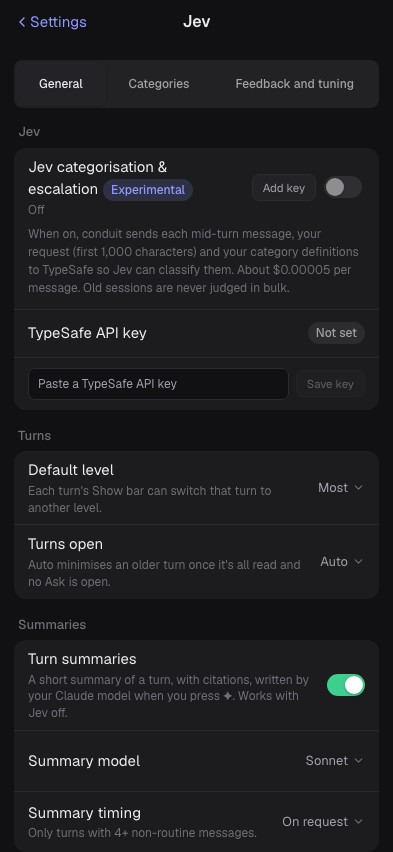 Settings
Jev
General
Categories
Feedback and tuning
Jev
Jev categorisation &
escalation Experimental
Add key
Off
When on, conduit sends each mid-turn message, your
request (first 1,000 characters) and your category definitions
to TypeSafe so Jev can classify them. About $0.00005 per
message. Old sessions are never judged in bulk.
TypeSafe API key
Not set
Paste a TypeSafe API key
Save key
Turns
Default level
Each turn's Show bar can switch that turn to
another level.
Most
Turns open
Auto minimises an older turn once it's all read and
no Ask is open.
Auto
Summaries
Turn summaries
A short summary of a turn, with citations, written by
your Claude model when you press ✦. Works with
Jev off.
Summary model
Sonnet
Summary timing
Only turns with 4+ non-routine messages.
On request